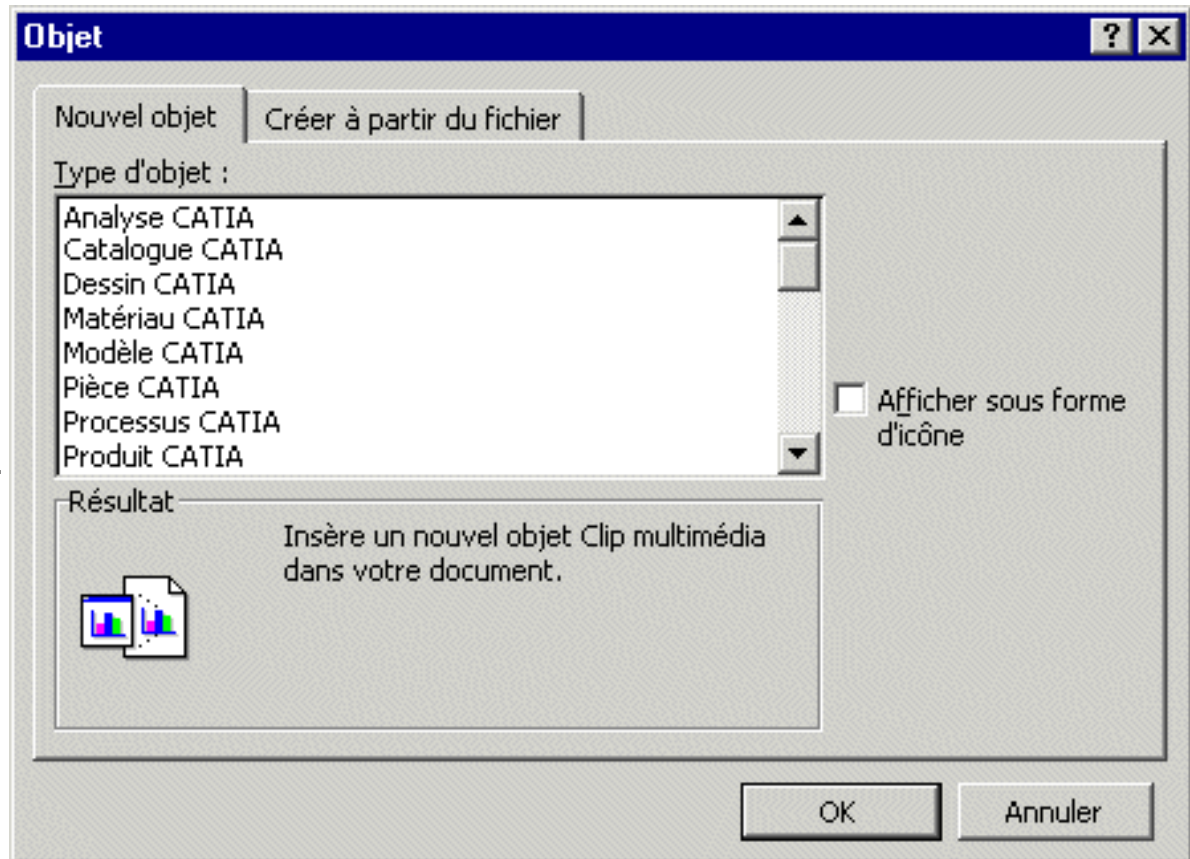 Objet
Nouvel objet
Créer à partir du fichier
Type d'objet :
Analyse CATIA
Catalogue CATIA
Dessin CATIA
Matériau CATIA
Modèle CATIA
Pièce CATIA
Processus CATIA
Produit CATIA
Afficher sous forme
d'icône
Résultat
Insère un nouvel objet Clip multimédia
dans votre document.
OK
Annuler